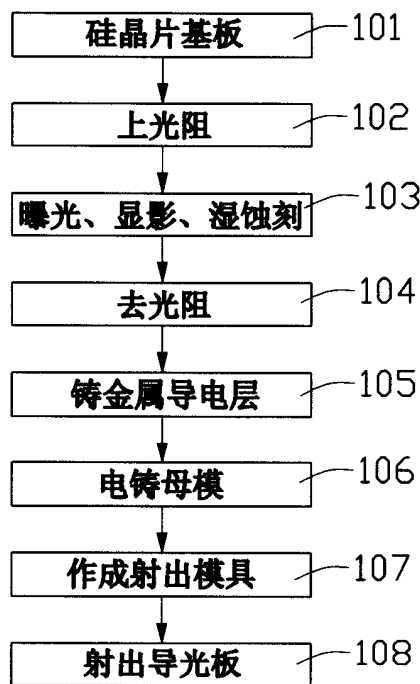 硅晶片基板 101
上光阻 102
曝光、显影、湿蚀刻 103
去光阻 104
铸金属导电层 105
电铸母模 106
作成射出模具 107
射出导光板 108